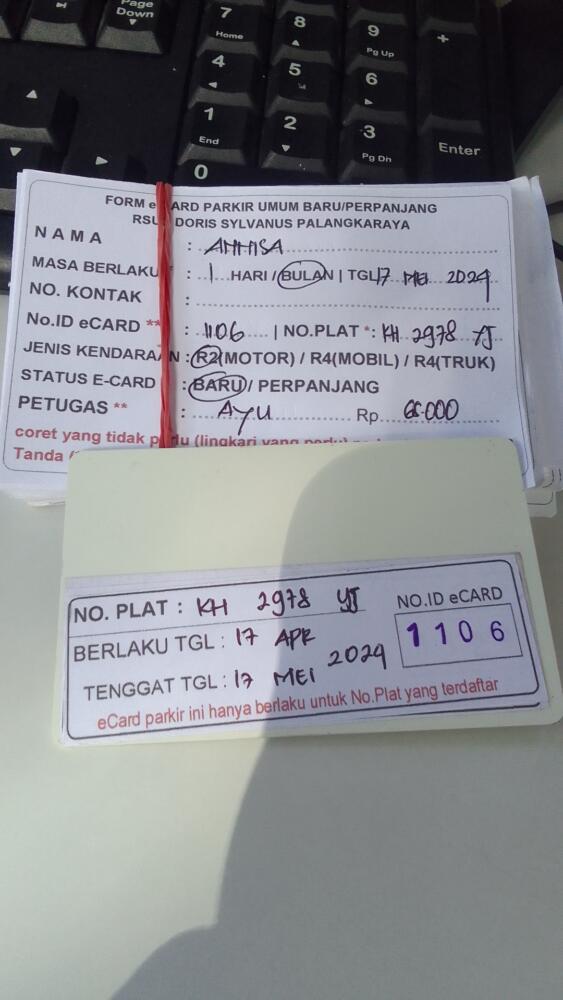 Page
Down
7
Home
8
9
Pg Up
+
4
5
6
1
End
2
3
Pg Dn
Enter
0
FORM eCARD PARKIR UMUM BARU/PERPANJANG
RSU DORIS SYLVANUS PALANGKARAYA
NAMA : ANNISA
MASA BERLAKU : 1 HARI / BULAN | TGL 17 MEI 2024
NO. KONTAK :
No.ID eCARD ** : 1106 | NO.PLAT *: KH 2978 YJ
JENIS KENDARAAN : R2(MOTOR) / R4(MOBIL) / R4(TRUK)
STATUS E-CARD : BARU / PERPANJANG
PETUGAS ** : AYU Rp. 65.000
coret yang tidak perlu (lingkari yang perlu)
Tanda
NO. PLAT : KH 2978 YJ
NO.ID eCARD
1106
BERLAKU TGL : 17 APR
TENGGAT TGL : 17 MEI 2024
eCard parkir ini hanya berlaku untuk No.Plat yang terdaftar